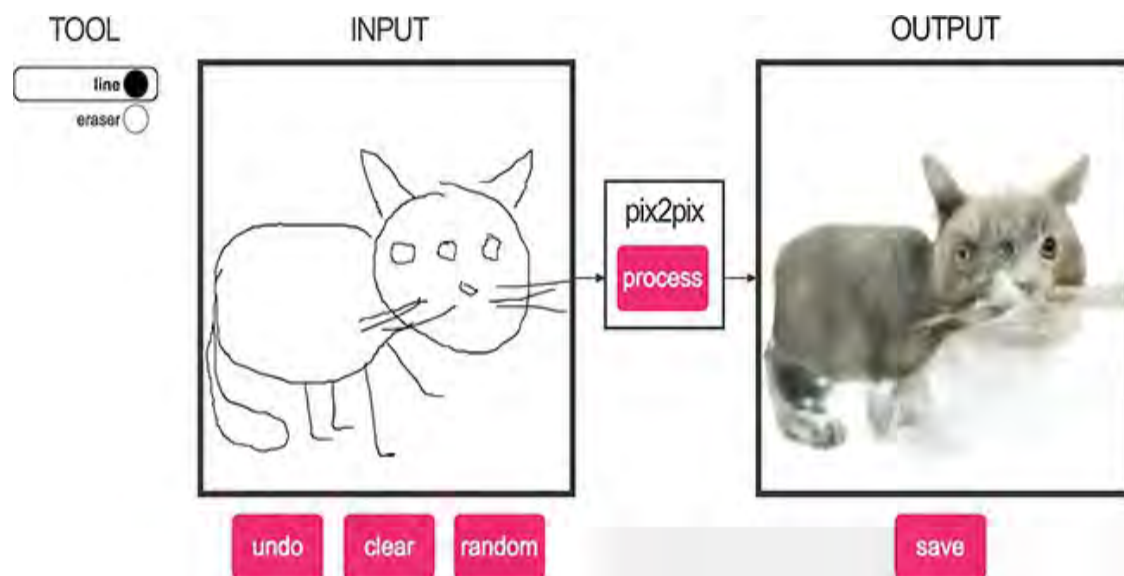 TOOL
INPUT
OUTPUT
line
eraser
pix2pix
process
undo
clear
random
save